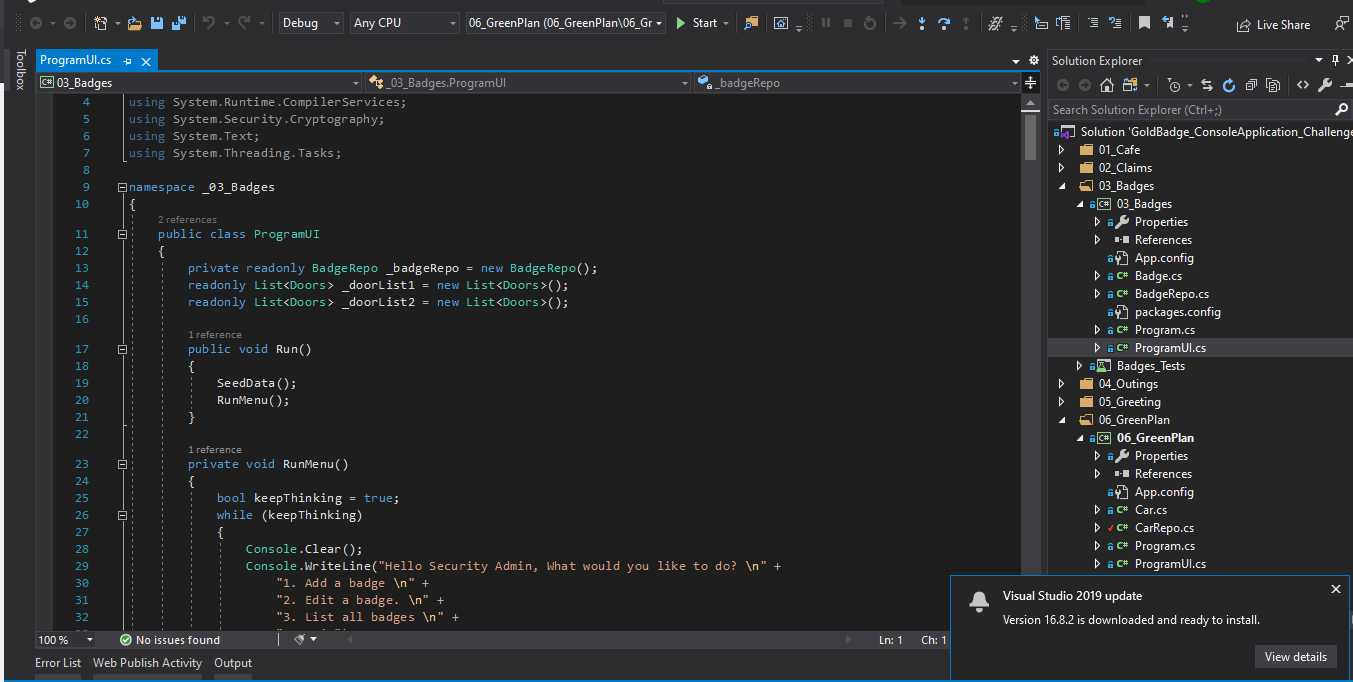 Debug Any CPU 06_GreenPlan (06_GreenPlan\06_Gr Start Live Share
Toolbox
ProgramUI.cs
03_Badges _03_Badges.ProgramUI _badgeRepo
4 using System.Runtime.CompilerServices;
5 using System.Security.Cryptography;
6 using System.Text;
7 using System.Threading.Tasks;
8
9 namespace _03_Badges
10 {
2 references
11 public class ProgramUI
12 {
13 private readonly BadgeRepo _badgeRepo = new BadgeRepo();
14 readonly List<Doors> _doorList1 = new List<Doors>();
15 readonly List<Doors> _doorList2 = new List<Doors>();
16
1 reference
17 public void Run()
18 {
19 SeedData();
20 RunMenu();
21 }
22
1 reference
23 private void RunMenu()
24 {
25 bool keepThinking = true;
26 while (keepThinking)
27 {
28 Console.Clear();
29 Console.WriteLine("Hello Security Admin, What would you like to do? \n" +
30 "1. Add a badge \n" +
31 "2. Edit a badge. \n" +
32 "3. List all badges \n" +
100 % No issues found Ln: 1 Ch: 1
Error List Web Publish Activity Output
Solution Explorer
Search Solution Explorer (Ctrl+;)
Solution 'GoldBadge_ConsoleApplication_Challenge
01_Cafe
02_Claims
03_Badges
C# 03_Badges
Properties
References
App.config
C# Badge.cs
C# BadgeRepo.cs
packages.config
C# Program.cs
C# ProgramUI.cs
Badges_Tests
04_Outings
05_Greeting
06_GreenPlan
C# 06_GreenPlan
Properties
References
App.config
C# Car.cs
C# CarRepo.cs
C# Program.cs
C# ProgramUI.cs
Visual Studio 2019 update
Version 16.8.2 is downloaded and ready to install.
View details